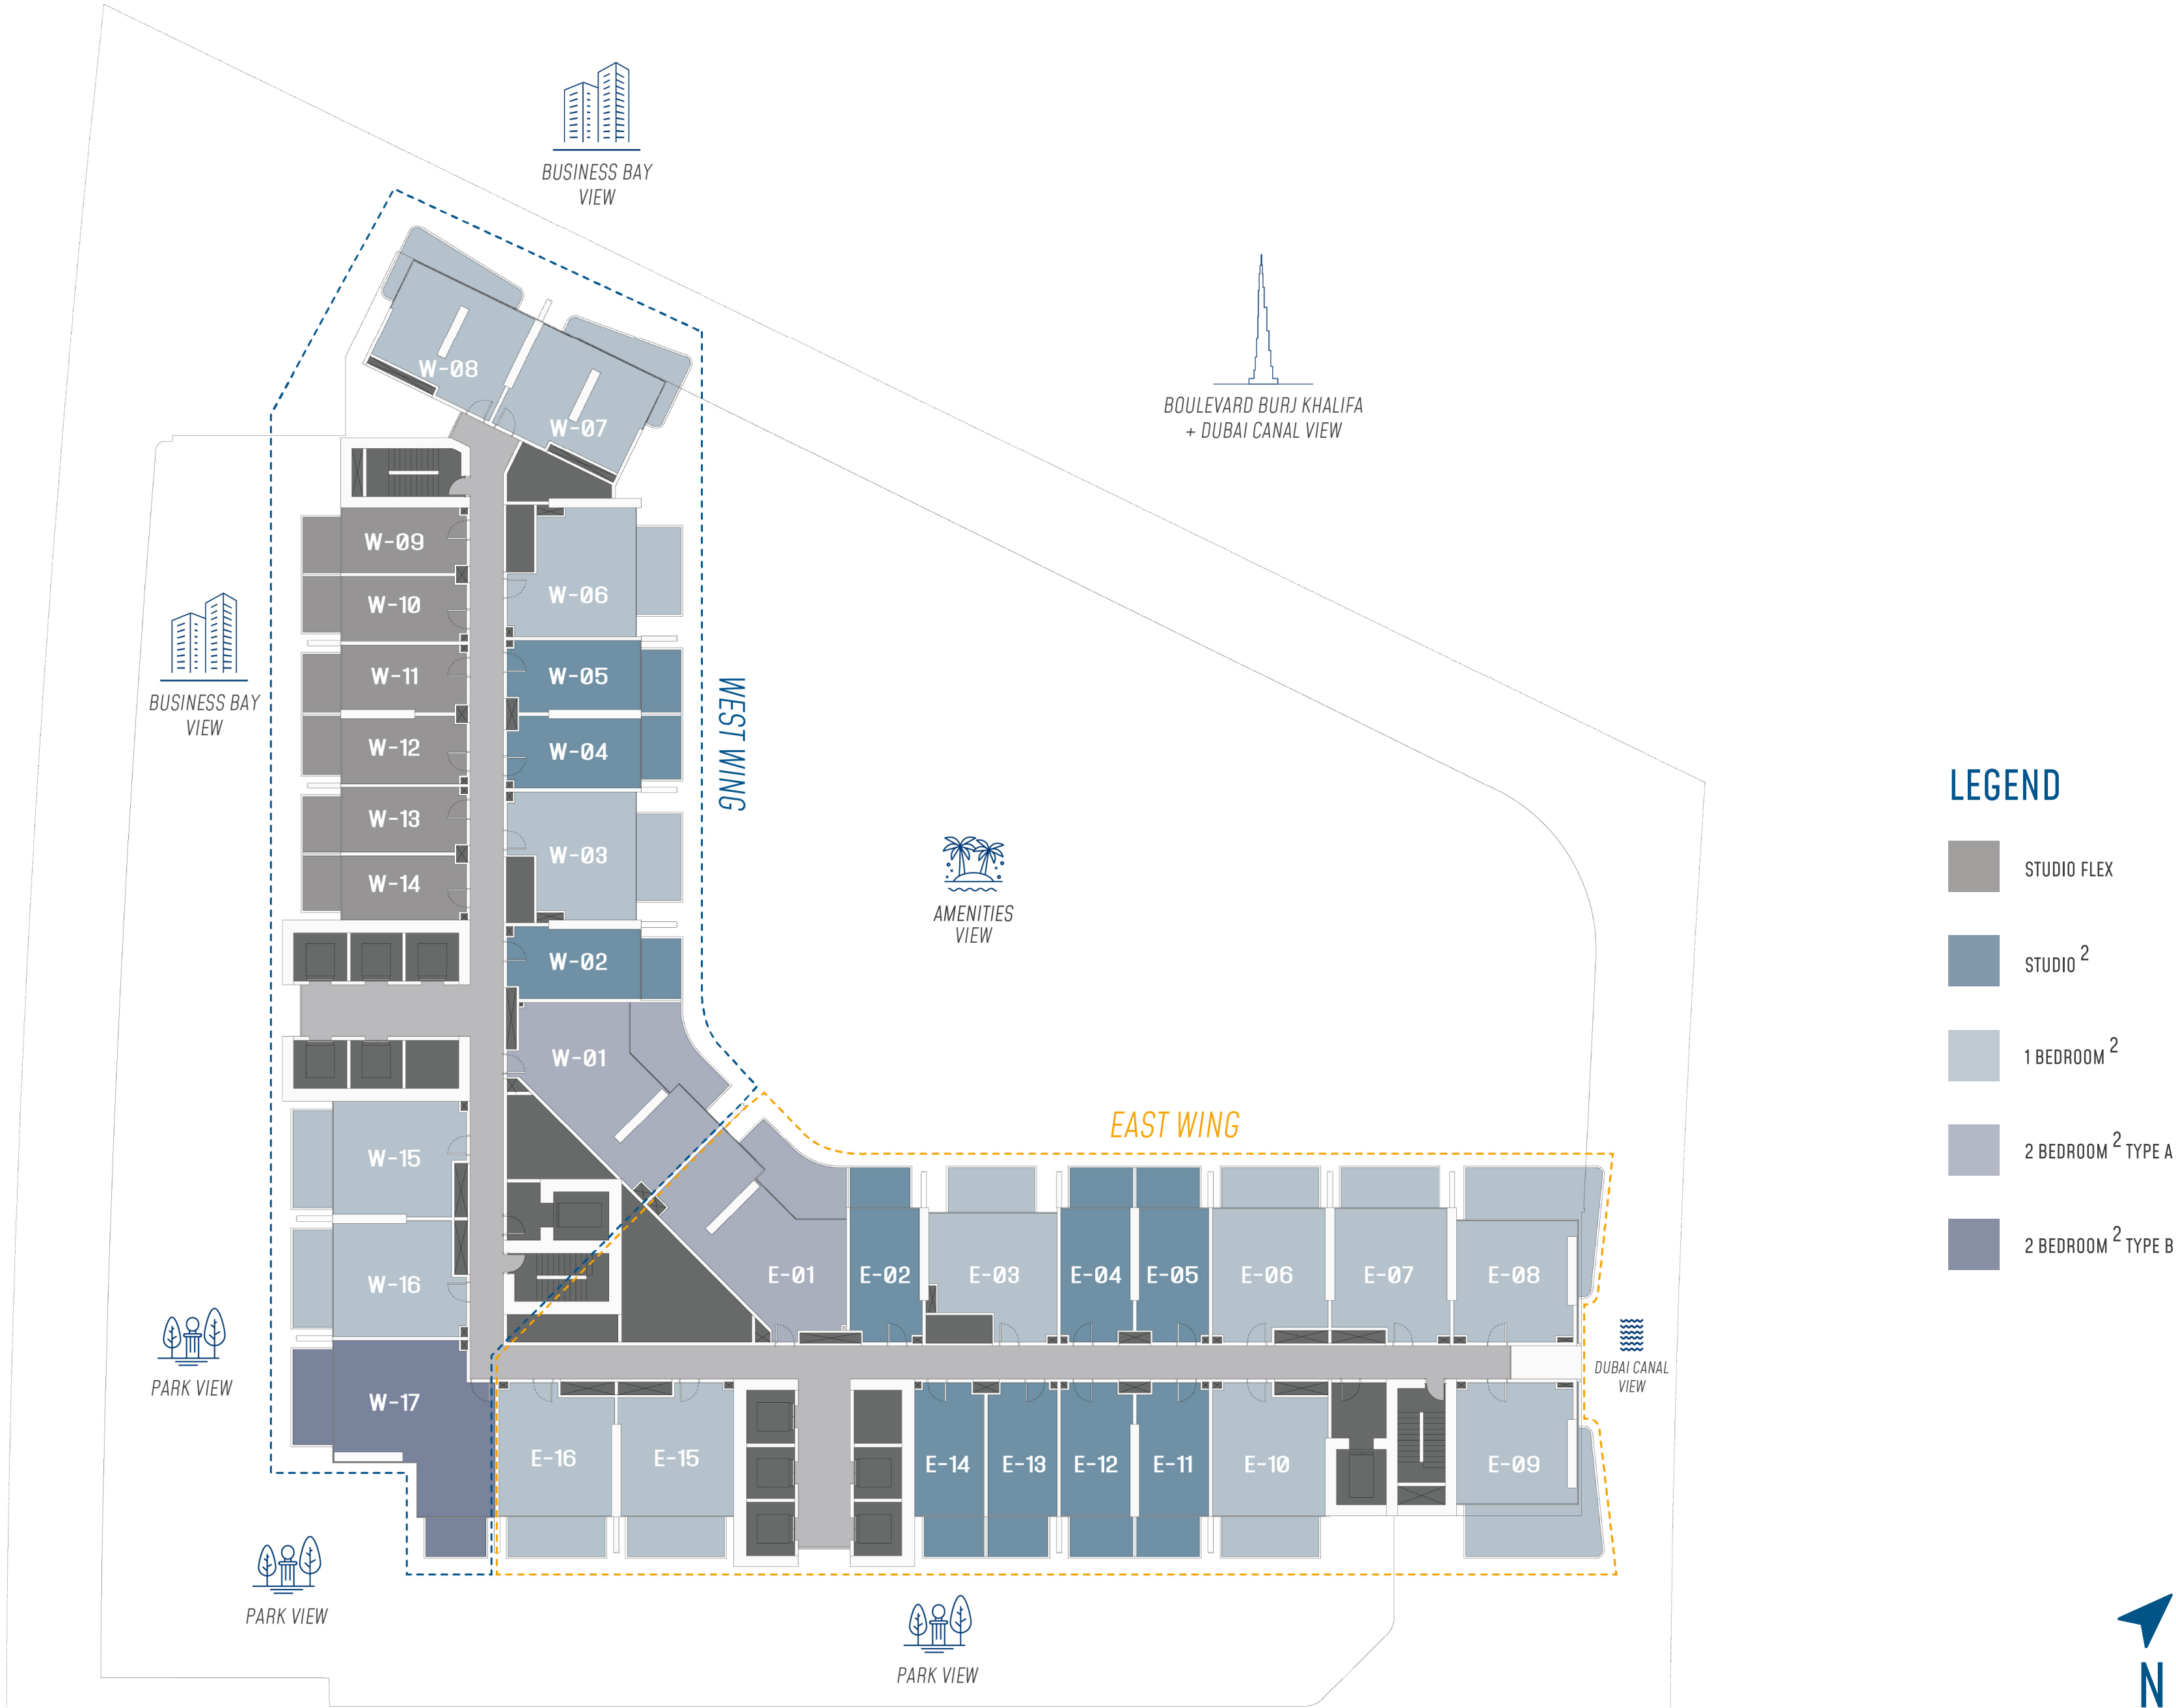 BUSINESS BAY
VIEW
BOULEVARD BURJ KHALIFA
+ DUBAI CANAL VIEW
W-08
W-07
W-09
W-10
W-11
W-12
W-13
W-14
W-06
W-05
W-04
W-03
W-02
W-01
BUSINESS BAY
VIEW
WEST WING
AMENITIES
VIEW
EAST WING
W-15
W-16
W-17
E-01
E-02
E-03
E-04
E-05
E-06
E-07
E-08
E-16
E-15
E-14
E-13
E-12
E-11
E-10
E-09
DUBAI CANAL
VIEW
PARK VIEW
PARK VIEW
PARK VIEW
LEGEND
STUDIO FLEX
STUDIO 2
1 BEDROOM 2
2 BEDROOM 2 TYPE A
2 BEDROOM 2 TYPE B
N